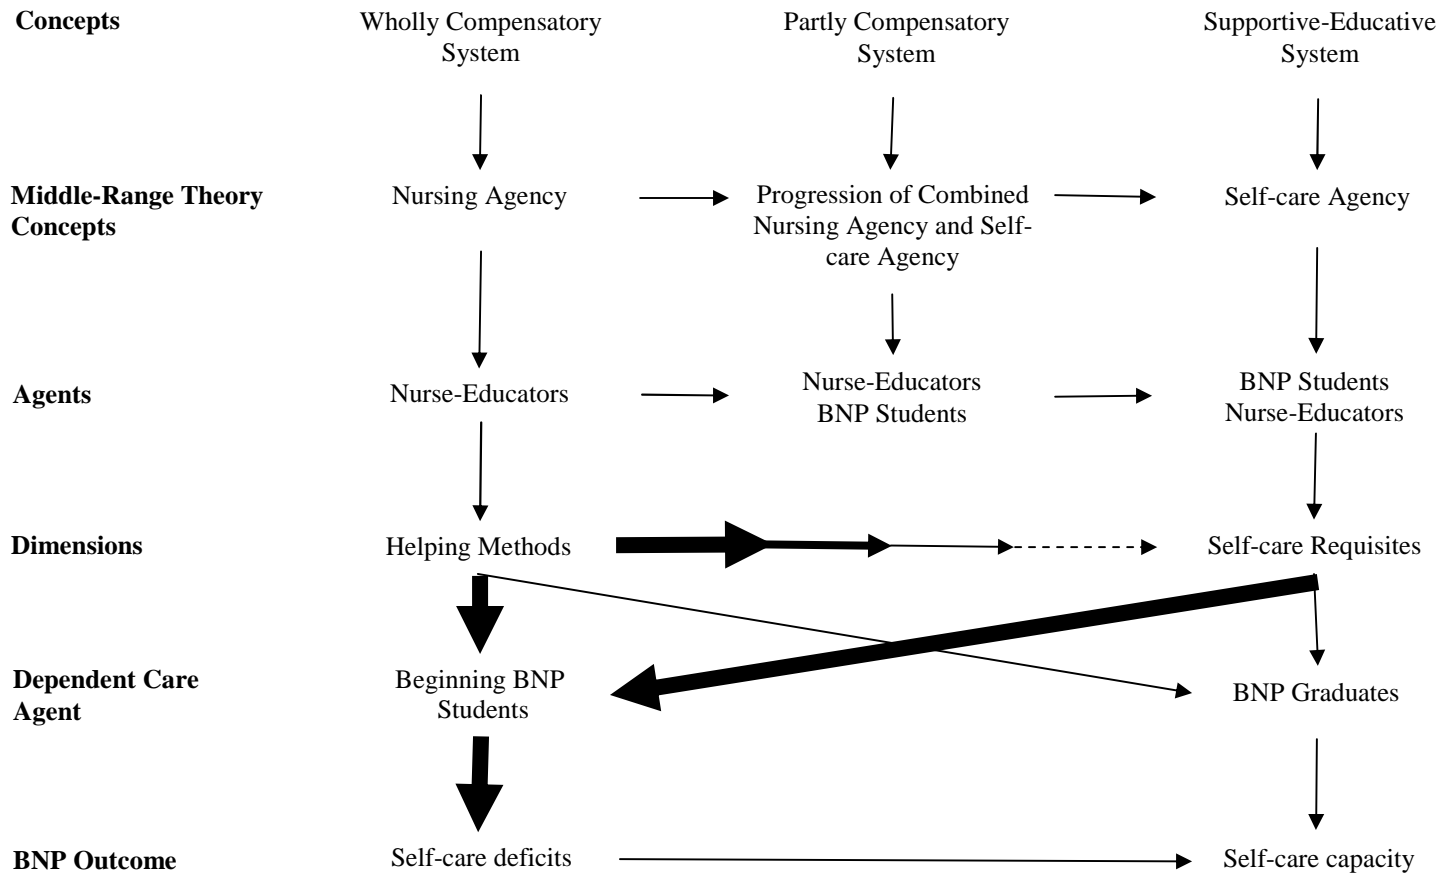 Concepts
Wholly Compensatory
System
Partly Compensatory
System
Supportive-Educative
System
Middle-Range Theory
Concepts
Nursing Agency
Progression of Combined
Nursing Agency and Self-
care Agency
Self-care Agency
Agents
Nurse-Educators
Nurse-Educators
BNP Students
BNP Students
Nurse-Educators
Dimensions
Helping Methods
Self-care Requisites
Dependent Care
Agent
Beginning BNP
Students
BNP Graduates
BNP Outcome
Self-care deficits
Self-care capacity